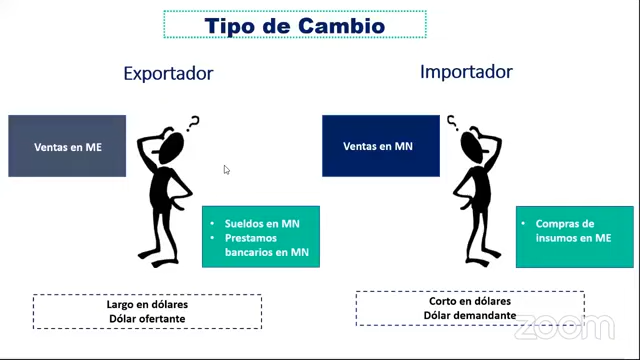 Tipo de Cambio
Exportador
Importador
Ventas en ME
?
Ventas en MN
?
• Sueldos en MN
• Prestamos
bancarios en MN
• Compras de
insumos en ME
Largo en dólares
Dólar ofertante
Corto en dólares
Dólar demandante
zoom